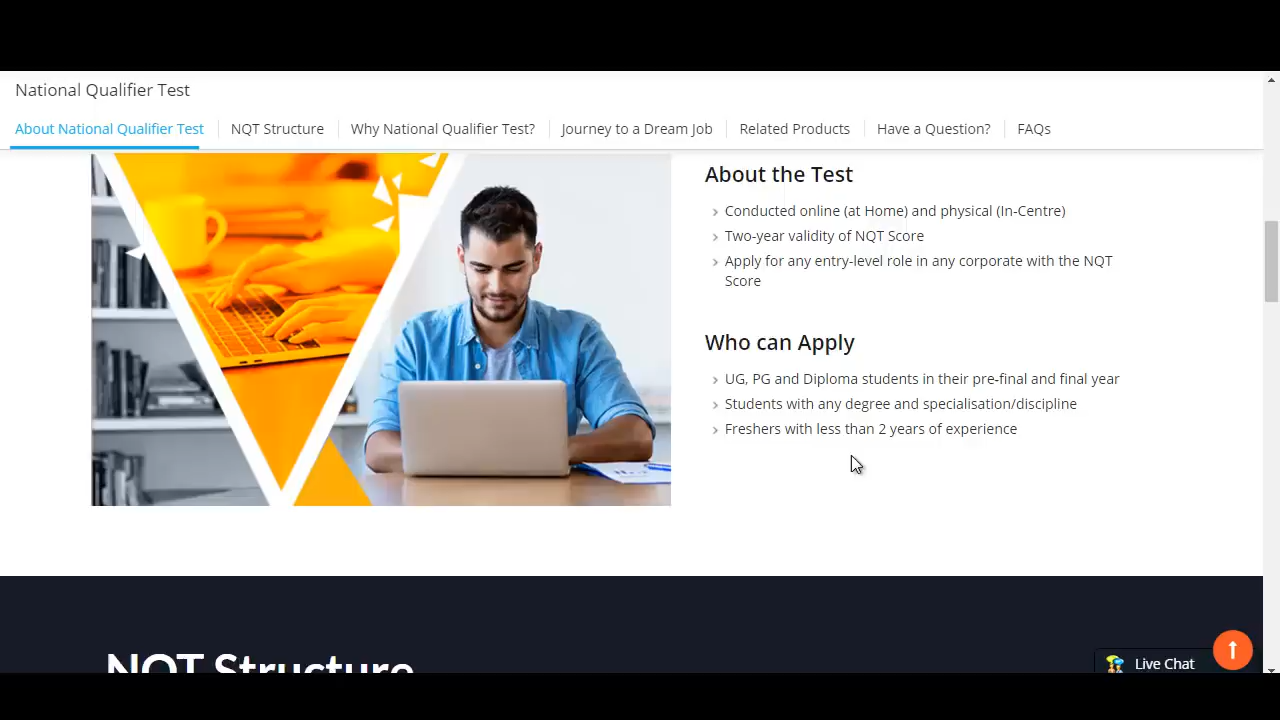 National Qualifier Test
About National Qualifier Test
NQT Structure
Why National Qualifier Test?
Journey to a Dream Job
Related Products
Have a Question?
FAQs
About the Test
Conducted online (at Home) and physical (In-Centre)
Two-year validity of NQT Score
Apply for any entry-level role in any corporate with the NQT
Score
Who can Apply
UG, PG and Diploma students in their pre-final and final year
Students with any degree and specialisation/discipline
Freshers with less than 2 years of experience
NQT Structure
Live Chat